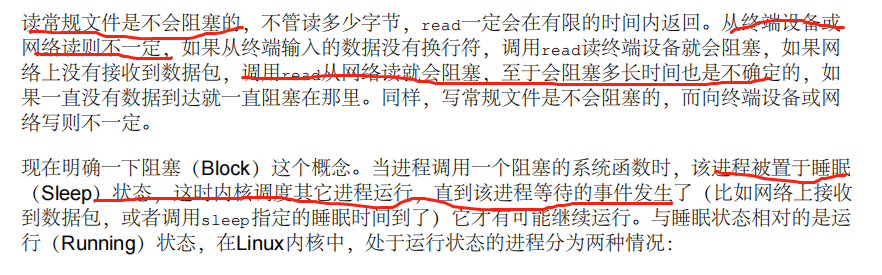 读常规文件是不会阻塞的，不管读多少字节，read一定会在有限的时间内返回。从终端设备或
网络读则不一定，如果从终端输入的数据没有换行符，调用read读终端设备就会阻塞，如果网
络上没有接收到数据包，调用read从网络读就会阻塞，至于会阻塞多长时间也是不确定的，如
果一直没有数据到达就一直阻塞在那里。同样，写常规文件是不会阻塞的，而向终端设备或网
络写则不一定。
现在明确一下阻塞（Block）这个概念。当进程调用一个阻塞的系统函数时，该进程被置于睡眠
（Sleep）状态，这时内核调度其它进程运行，直到该进程等待的事件发生了（比如网络上接收
到数据包，或者调用sleep指定的睡眠时间到了）它才有可能继续运行。与睡眠状态相对的是运
行（Running）状态，在Linux内核中，处于运行状态的进程分为两种情况：